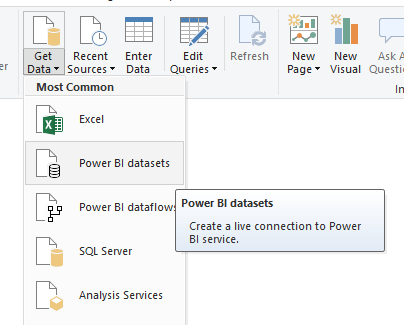 Get Data
Recent Sources
Enter Data
Edit Queries
Refresh
New Page
New Visual
Ask A
Questi
er
In
Most Common
Excel
Power BI datasets
Power BI dataflows
SQL Server
Analysis Services
Power BI datasets
Create a live connection to Power
BI service.